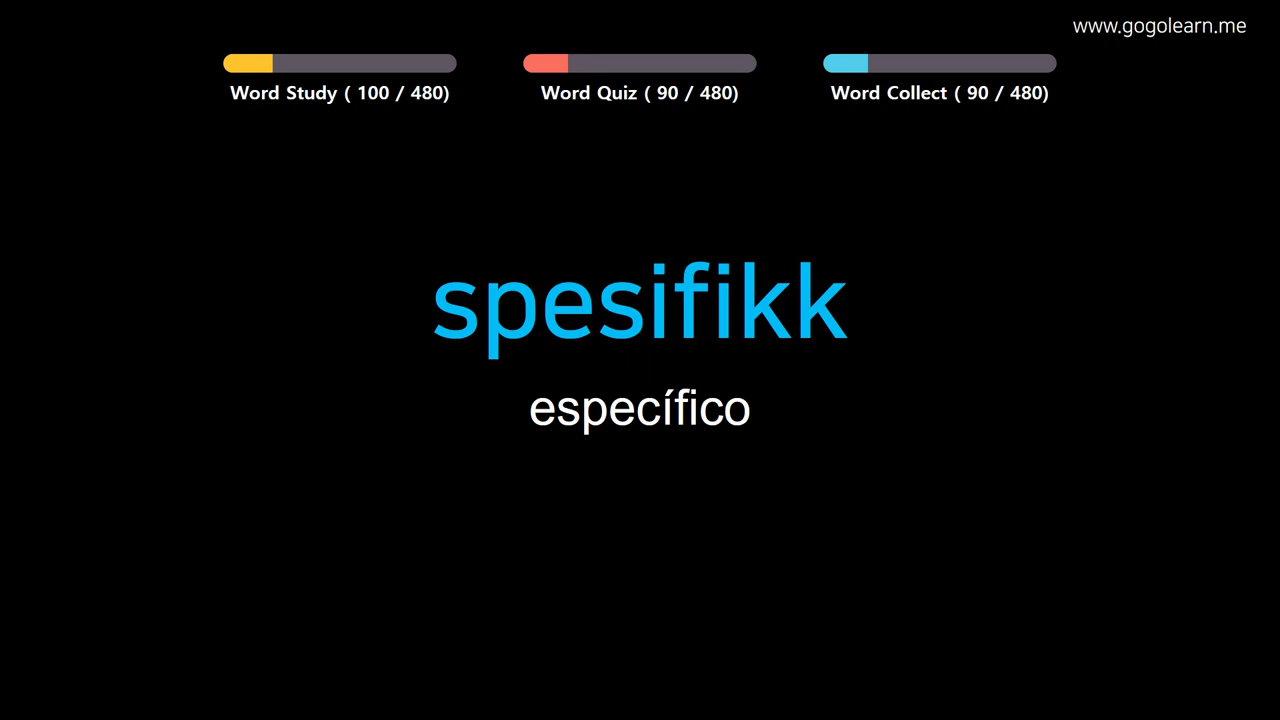 www.gogolearn.me
Word Study ( 100 / 480)
Word Quiz ( 90 / 480)
Word Collect ( 90 / 480)
spesifikk
específico